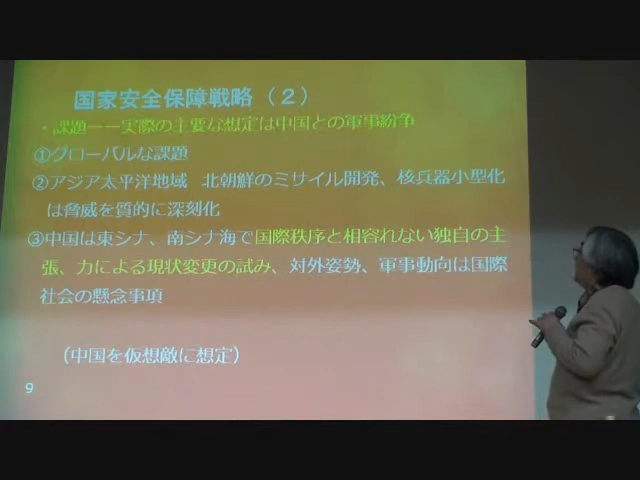 国家安全保障戦略（２）
・課題ーー実際の主要な想定は中国との軍事紛争
①グローバルな課題
②アジア太平洋地域　北朝鮮のミサイル開発、核兵器小型化
は脅威を質的に深刻化
③中国は東シナ、南シナ海で国際秩序と相容れない独自の主
張、力による現状変更の試み、対外姿勢、軍事動向は国際
社会の懸念事項
（中国を仮想敵に想定）
9